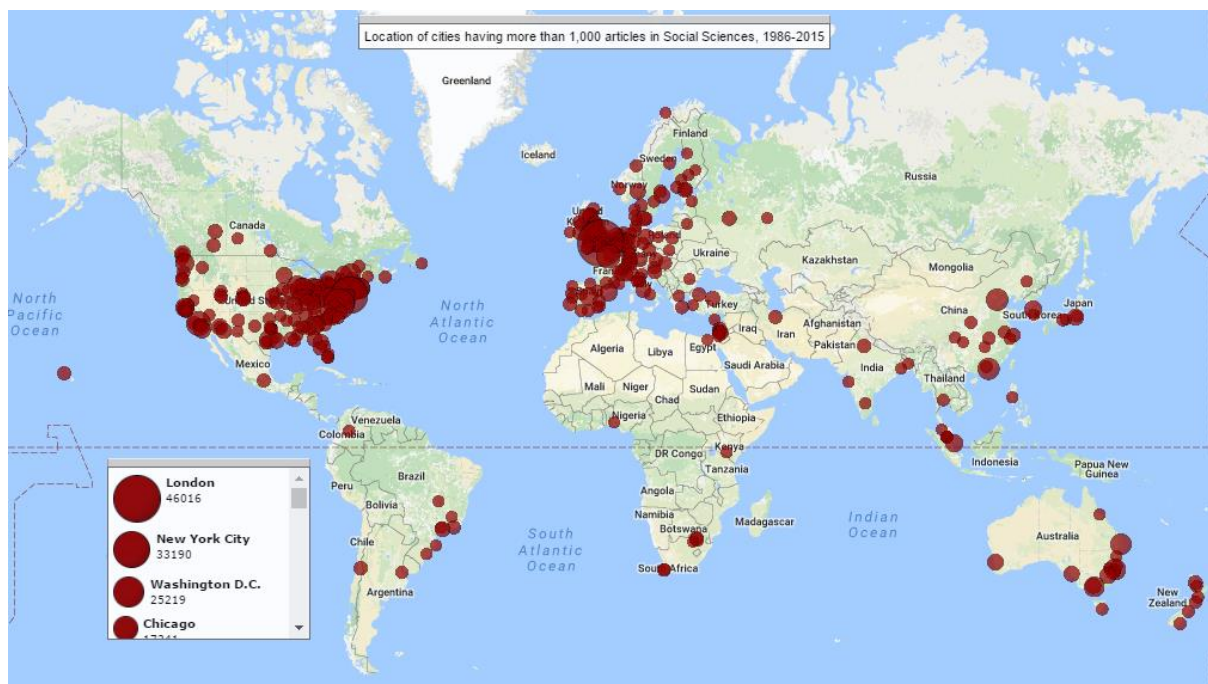 Location of cities having more than 1,000 articles in Social Sciences, 1986-2015
Greenland
Iceland
Finland
Sweden
Norway
Russia
Canada
United
Ukraine
Kazakhstan
Mongolia
France
North
Pacific
Ocean
United States
North
Atlantic
Ocean
Turkey
China
Japan
South Korea
Iraq
Iran
Afghanistan
Pakistan
Algeria
Libya
Egypt
Saudi Arabia
India
Mexico
Mali
Niger
Sudan
Chad
Thailand
Nigeria
Ethiopia
Venezuela
Colombia
DR Congo
Kenya
Tanzania
Indonesia
Papua New
Guinea
Brazil
Peru
Bolivia
Angola
Namibia
Botswana
Madagascar
Indian
Ocean
South
Atlantic
Ocean
Chile
Australia
South Africa
Argentina
New
Zealand
London
46016
New York City
33190
Washington D.C.
25219
Chicago